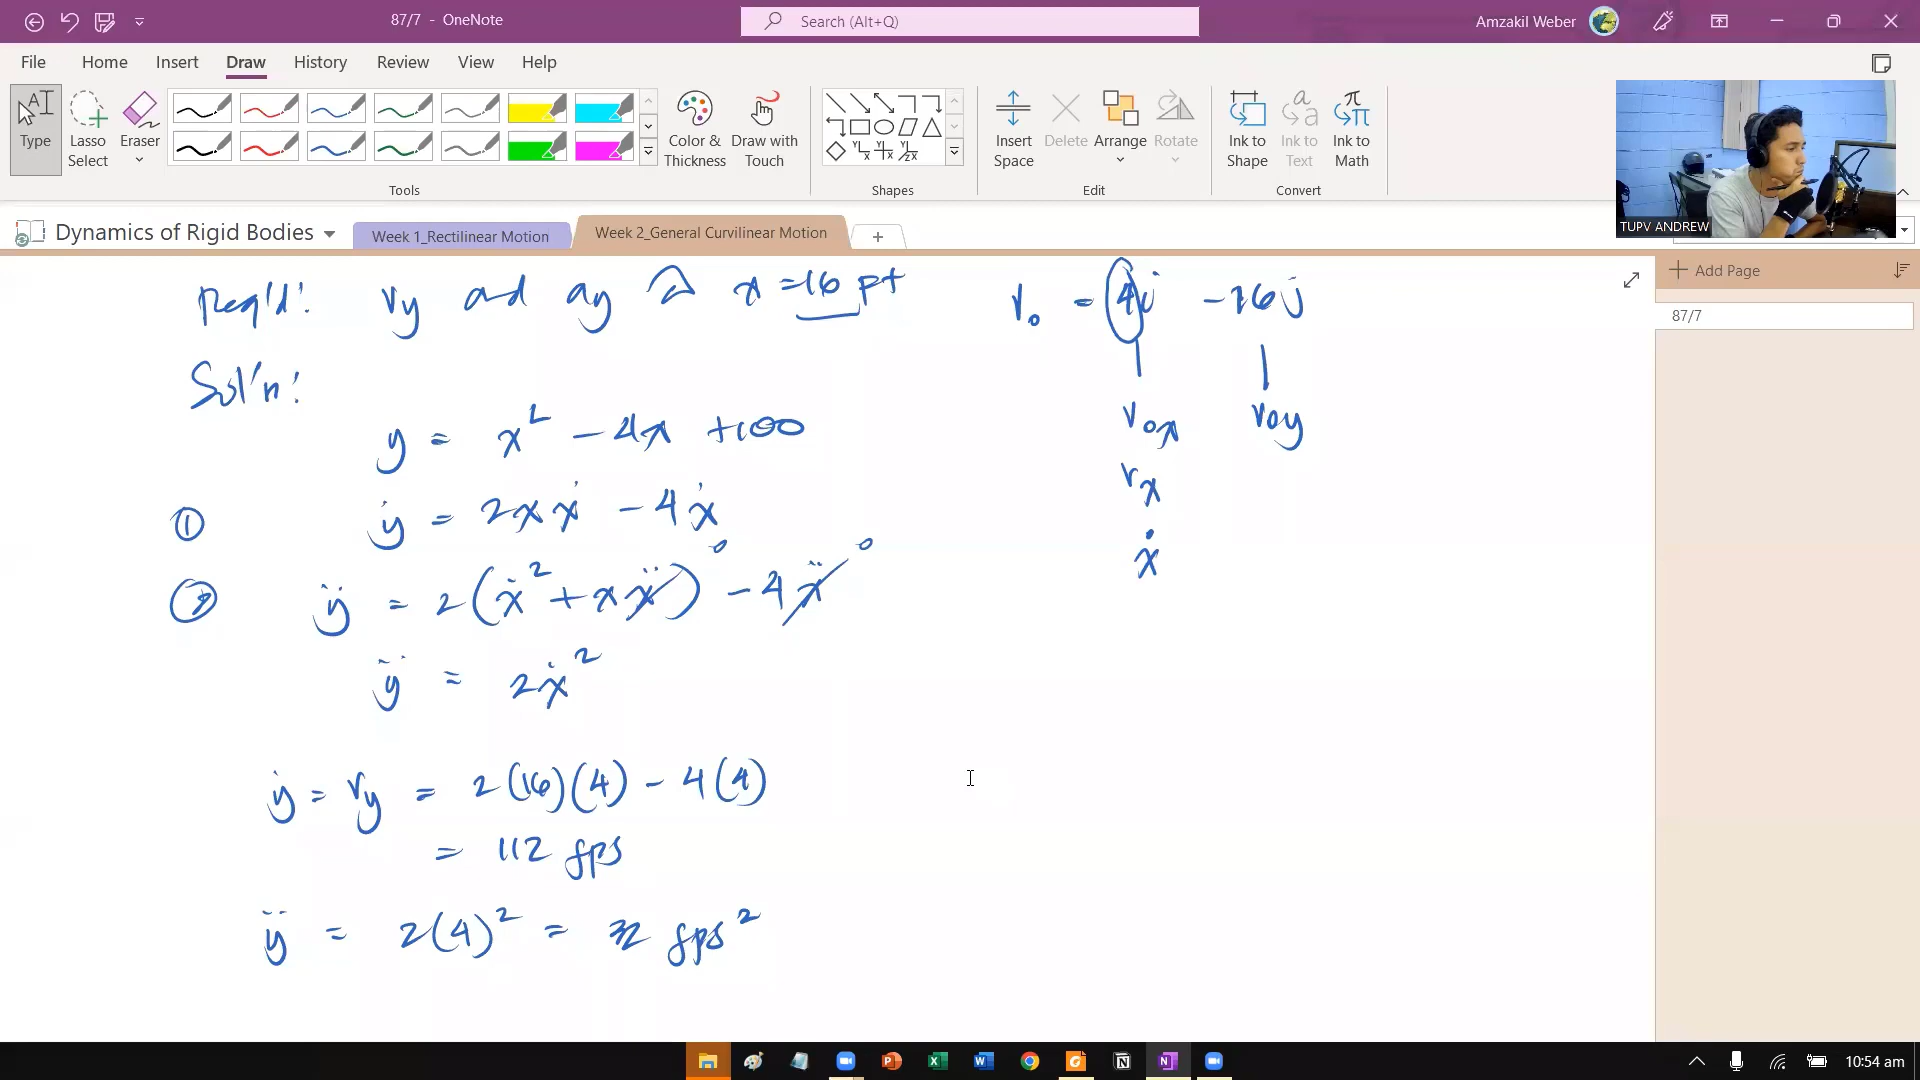 87/7 - OneNote
Search (Alt+Q)
Amzakil Weber
File Home Insert Draw History Review View Help
Type
Lasso Select
Eraser
Color & Thickness
Draw with Touch
Insert Space
Delete
Arrange
Rotate
Ink to Shape
Ink to Text
Ink to Math
Tools
Shapes
Edit
Convert
TUPV ANDREW
Dynamics of Rigid Bodies
Week 1_Rectilinear Motion
Week 2_General Curvilinear Motion
Add Page
87/7
Req'd: vy and ay @ x = 16 pt
Sol'n:
y = x² - 4x + 100
① ẏ = 2xẋ - 4ẋ
② ÿ = 2(ẋ² + xẍ)⁰ - 4ẍ⁰
ÿ = 2ẋ²
ẏ = vy = 2(16)(4) - 4(4)
= 112 fps
ÿ = 2(4)² = 32 fps²
v₀ = 4i - 16j
v0x v0y
vx
ẋ
10:54 am